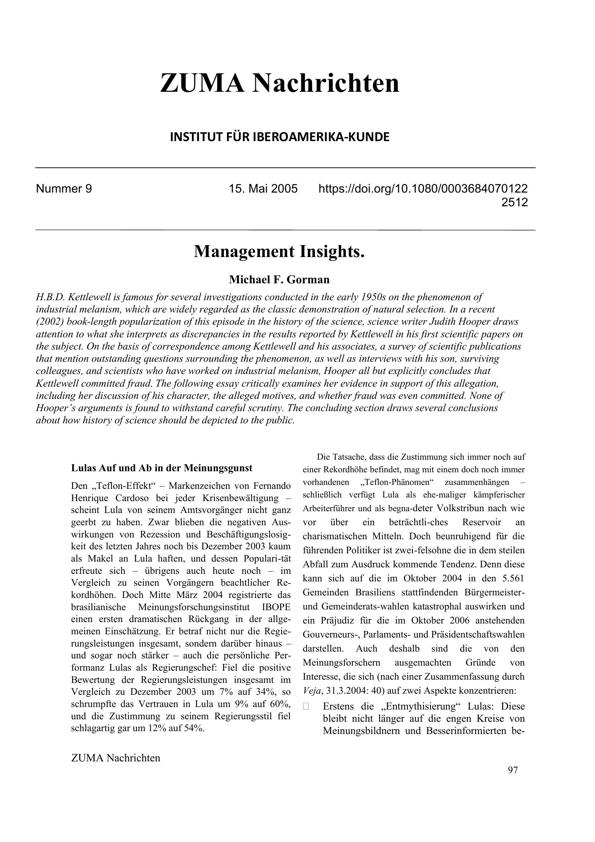 ZUMA Nachrichten
INSTITUT FÜR IBEROAMERIKA-KUNDE
Nummer 9
15. Mai 2005
https://doi.org/10.1080/0003684070122
2512
Management Insights.
Michael F. Gorman
H.B.D. Kettlewell is famous for several investigations conducted in the early 1950s on the phenomenon of
industrial melanism, which are widely regarded as the classic demonstration of natural selection. In a recent
(2002) book-length popularization of this episode in the history of the science, science writer Judith Hooper draws
attention to what she interprets as discrepancies in the results reported by Kettlewell in his first scientific papers on
the subject. On the basis of correspondence among Kettlewell and his associates, a survey of scientific publications
that mention outstanding questions surrounding the phenomenon, as well as interviews with his son, surviving
colleagues, and scientists who have worked on industrial melanism, Hooper all but explicitly concludes that
Kettlewell committed fraud. The following essay critically examines her evidence in support of this allegation,
including her discussion of his character, the alleged motives, and whether fraud was even committed. None of
Hooper's arguments is found to withstand careful scrutiny. The concluding section draws several conclusions
about how history of science should be depicted to the public.
Lulas Auf und Ab in der Meinungsgunst
Den „Teflon-Effekt“ – Markenzeichen von Fernando
Henrique Cardoso bei jeder Krisenbewältigung –
scheint Lula von seinem Amtsvorgänger nicht ganz
geerbt zu haben. Zwar blieben die negativen Aus-
wirkungen von Rezession und Beschäftigungslosig-
keit des letzten Jahres noch bis Dezember 2003 kaum
als Makel an Lula haften, und dessen Populari-tät
erfreute sich – übrigens auch heute noch – im
Vergleich zu seinen Vorgängern beachtlicher Re-
kordhöhen. Doch Mitte März 2004 registrierte das
brasilianische Meinungsforschungsinstitut IBOPE
einen ersten dramatischen Rückgang in der allge-
meinen Einschätzung. Er betraf nicht nur die Regie-
rungsleistungen insgesamt, sondern darüber hinaus –
und sogar noch stärker – auch die persönliche Per-
formanz Lulas als Regierungschef: Fiel die positive
Bewertung der Regierungsleistungen insgesamt im
Vergleich zu Dezember 2003 um 7% auf 34%, so
schrumpfte das Vertrauen in Lula um 9% auf 60%,
und die Zustimmung zu seinem Regierungsstil fiel
schlagartig gar um 12% auf 54%.
Die Tatsache, dass die Zustimmung sich immer noch auf
einer Rekordhöhe befindet, mag mit einem doch noch immer
vorhandenen „Teflon-Phänomen“ zusammenhängen –
schließlich verfügt Lula als ehe-maliger kämpferischer
Arbeiterführer und als begna-deter Volkstribun nach wie
vor über ein beträchtli-ches Reservoir an
charismatischen Mitteln. Doch beunruhigend für die
führenden Politiker ist zwei-felsohne die in dem steilen
Abfall zum Ausdruck kommende Tendenz. Denn diese
kann sich auf die im Oktober 2004 in den 5.561
Gemeinden Brasiliens stattfindenden Bürgermeister-
und Gemeinderats-wahlen katastrophal auswirken und
ein Präjudiz für die im Oktober 2006 anstehenden
Gouverneurs-, Parlaments- und Präsidentschaftswahlen
darstellen. Auch deshalb sind die von den
Meinungsforschern ausgemachten Gründe von
Interesse, die sich (nach einer Zusammenfassung durch
Veja, 31.3.2004: 40) auf zwei Aspekte konzentrieren:
Erstens die „Entmythisierung“ Lulas: Diese
bleibt nicht länger auf die engen Kreise von
Meinungsbildnern und Besserinformierten be-
ZUMA Nachrichten
97